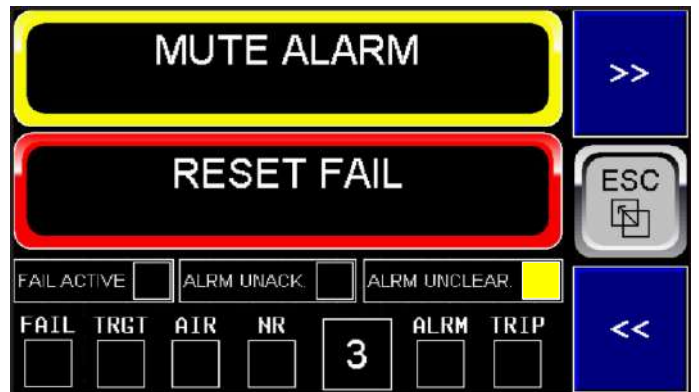 MUTE ALARM
>>
RESET FAIL
ESC
FAIL ACTIVE
ALRM UNACK.
ALRM UNCLEAR.
FAIL TRGT AIR NR 3 ALRM TRIP
<<